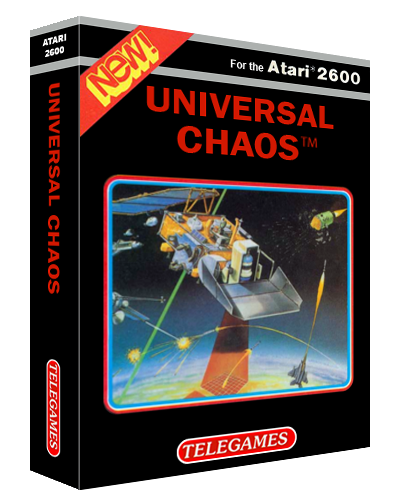 ATARI
2600
UNIVERSAL CHAOS
TELEGAMES
NEW!
For the Atari® 2600
UNIVERSAL
CHAOS™
TELEGAMES